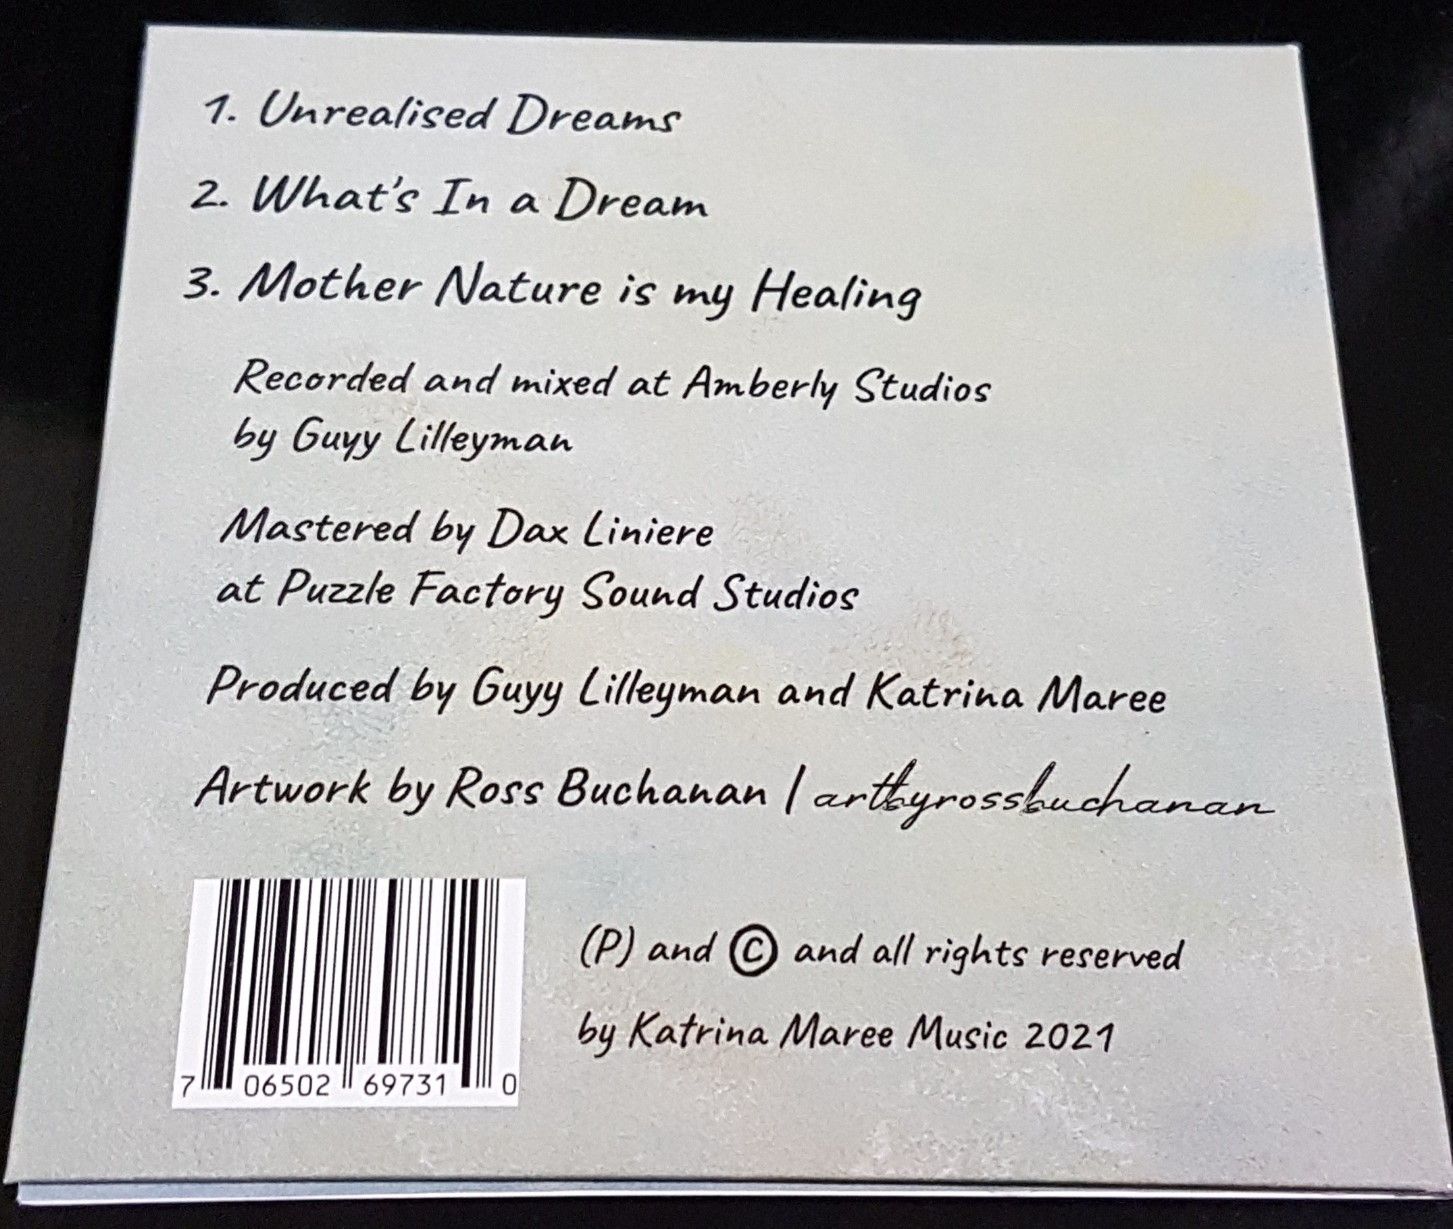 1. Unrealised Dreams
2. What's In a Dream
3. Mother Nature is my Healing
Recorded and mixed at Amberly Studios
by Guyy Lilleyman
Mastered by Dax Liniere
at Puzzle Factory Sound Studios
Produced by Guyy Lilleyman and Katrina Maree
Artwork by Ross Buchanan | artbyrossbuchanan
(P) and © and all rights reserved
by Katrina Maree Music 2021
7 06502 69731 0